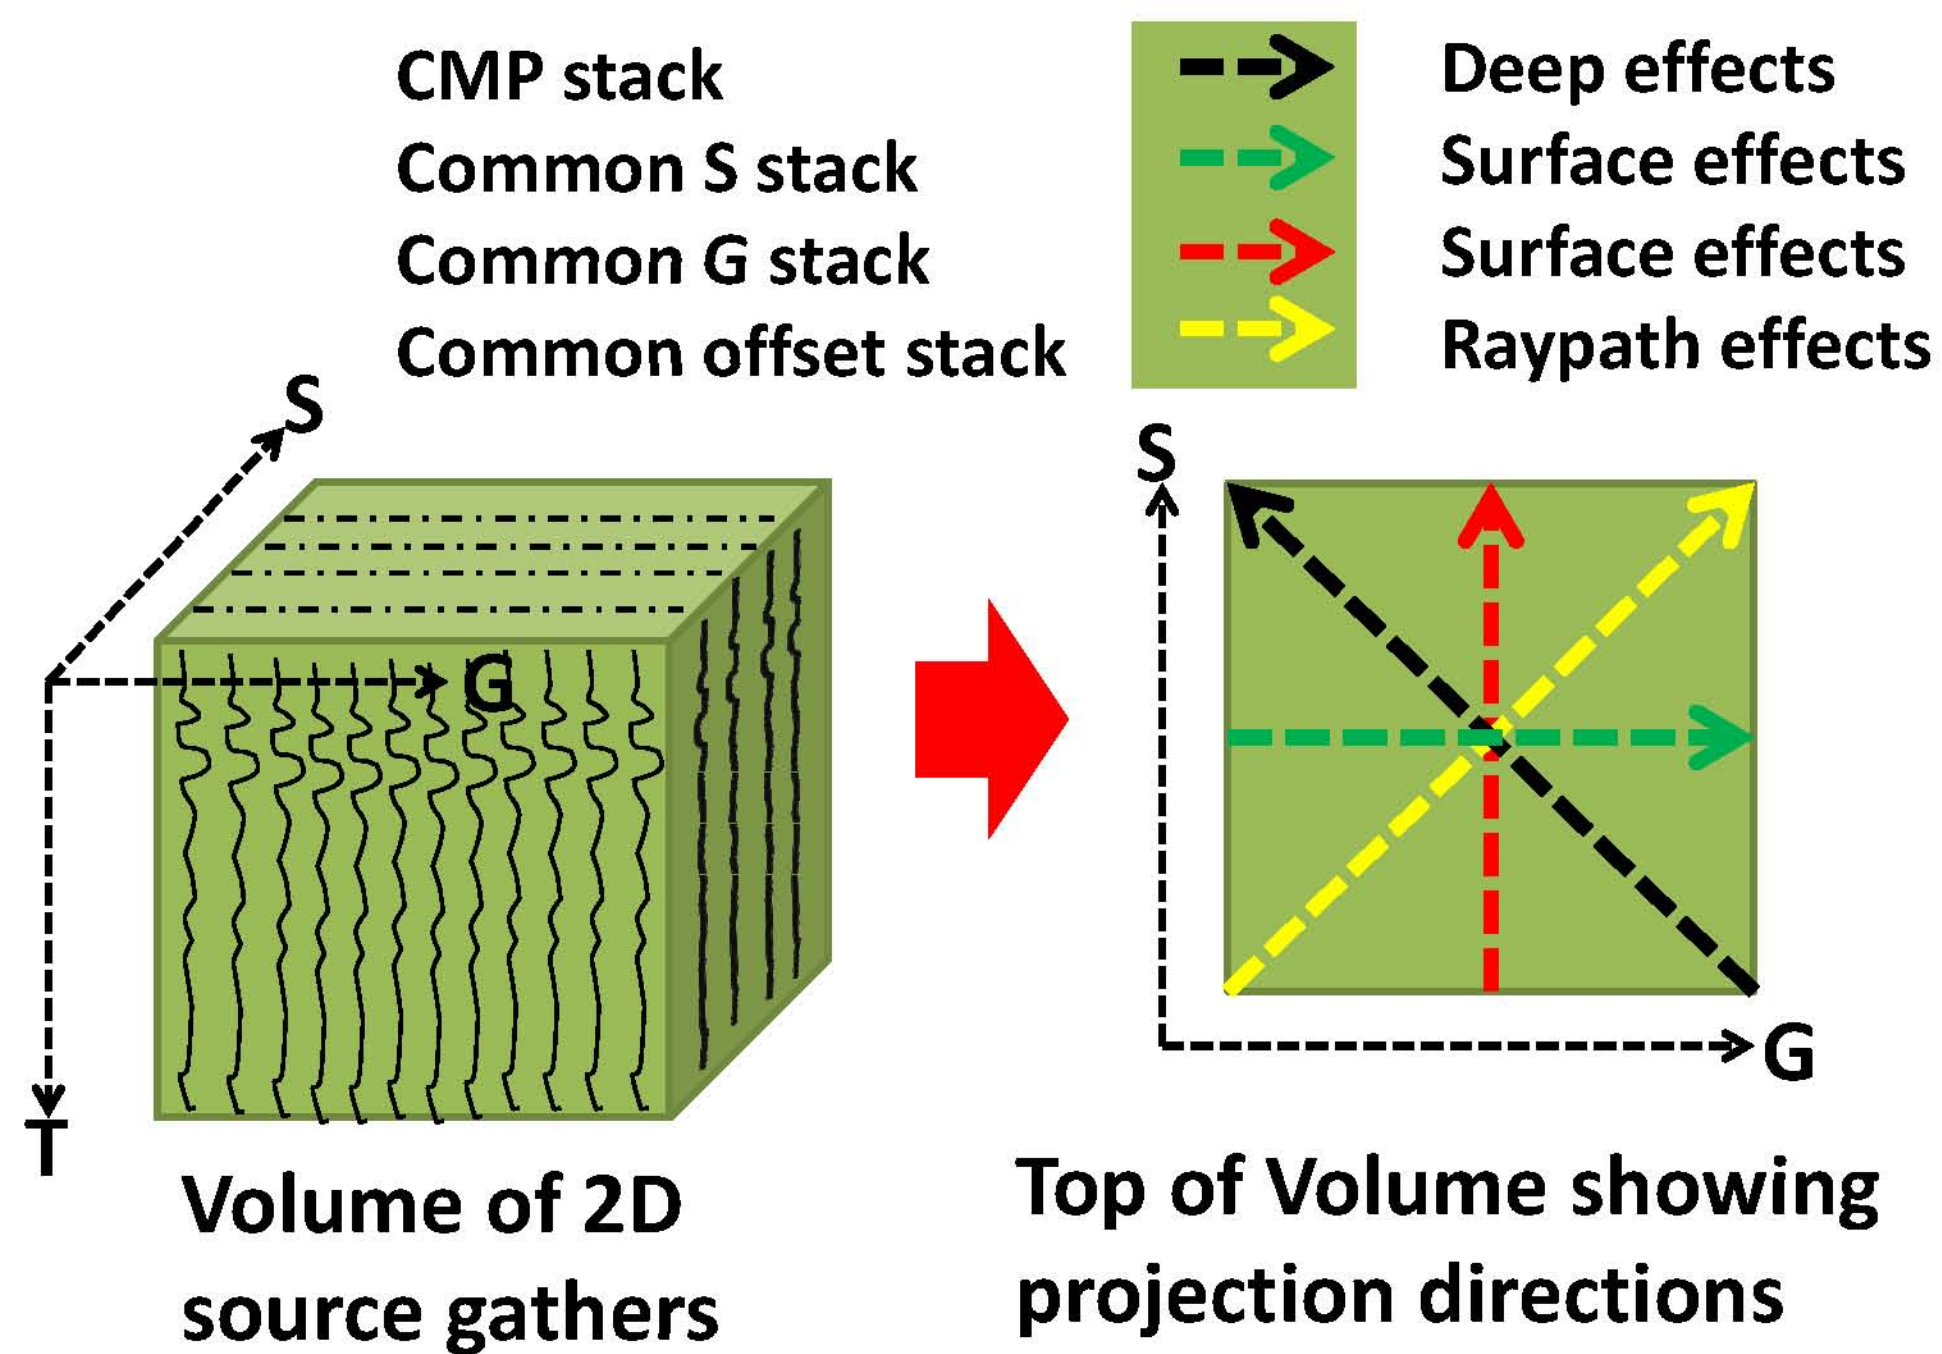 CMP stack
Deep effects
Common S stack
Surface effects
Common G stack
Surface effects
Common offset stack
Raypath effects
S
G
T
S
G
Volume of 2D
source gathers
Top of Volume showing
projection directions